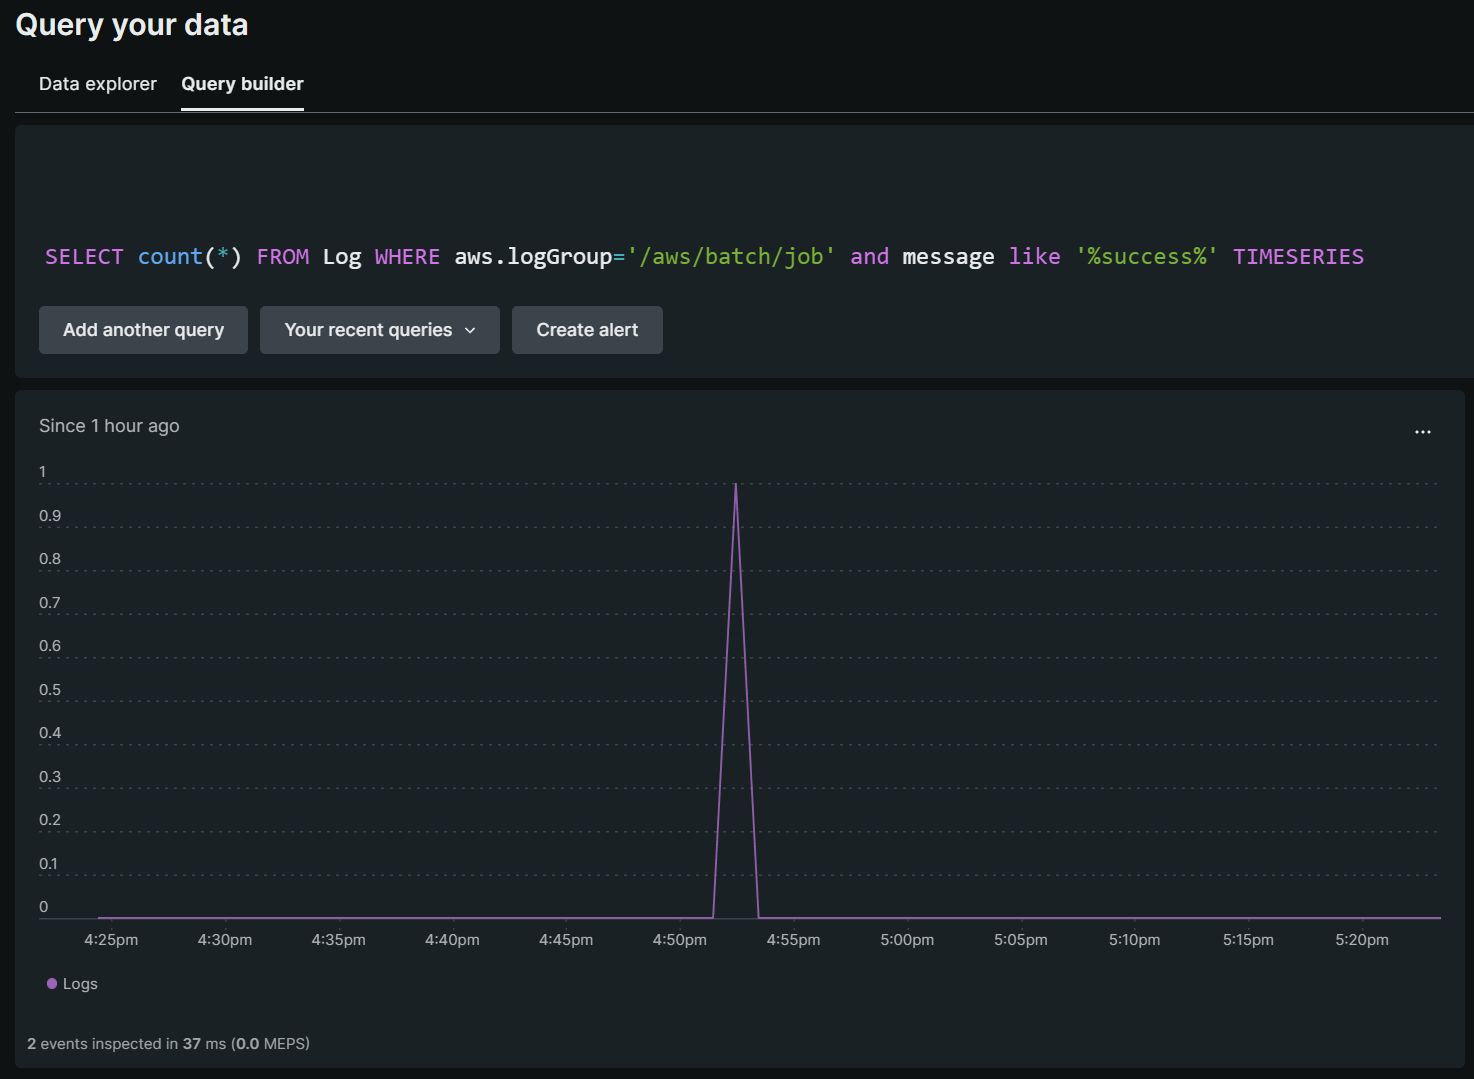 Query your data
Data explorer Query builder
SELECT count(*) FROM Log WHERE aws.logGroup='/aws/batch/job' and message like '%success%' TIMESERIES
Add another query Your recent queries Create alert
Since 1 hour ago
...
1
0.9
0.8
0.7
0.6
0.5
0.4
0.3
0.2
0.1
0
4:25pm 4:30pm 4:35pm 4:40pm 4:45pm 4:50pm 4:55pm 5:00pm 5:05pm 5:10pm 5:15pm 5:20pm
Logs
2 events inspected in 37 ms (0.0 MEPS)